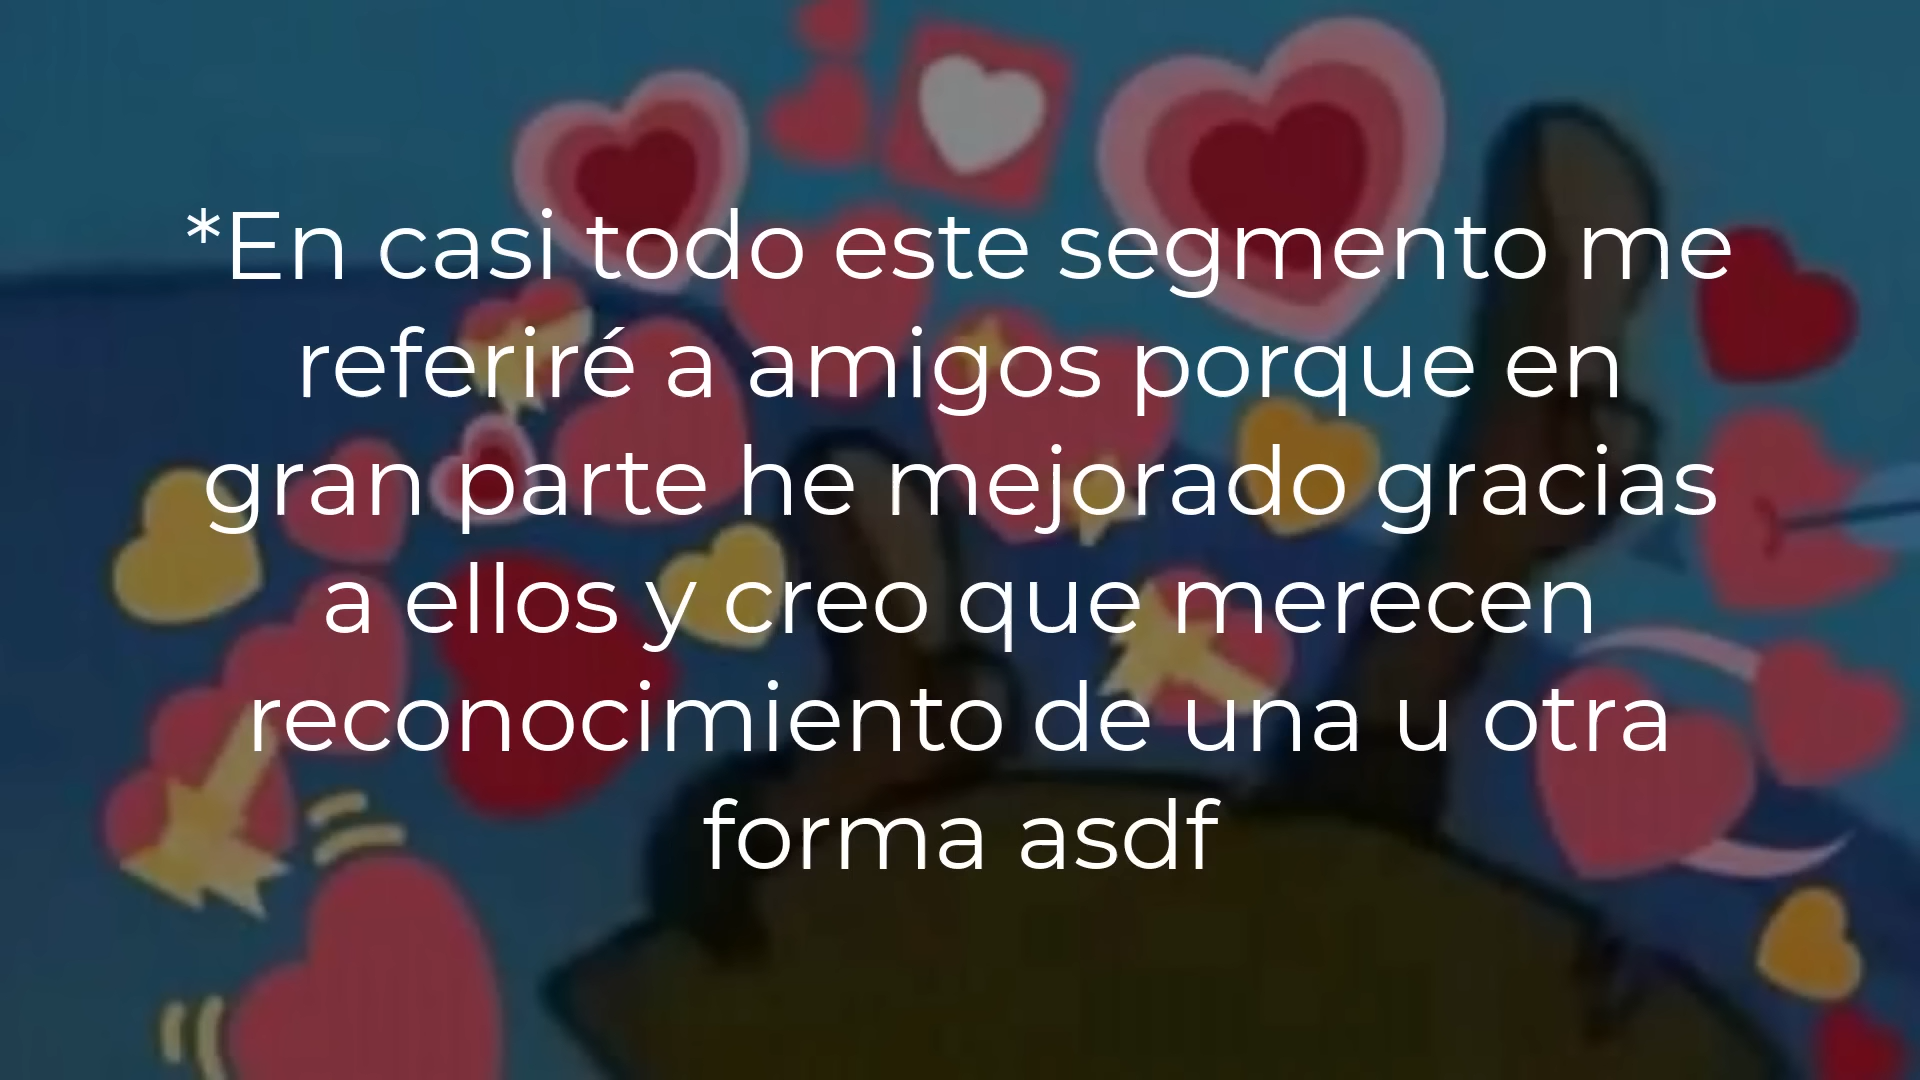 *En casi todo este segmento me
referiré a amigos porque en
gran parte he mejorado gracias
a ellos y creo que merecen
reconocimiento de una u otra
forma asdf